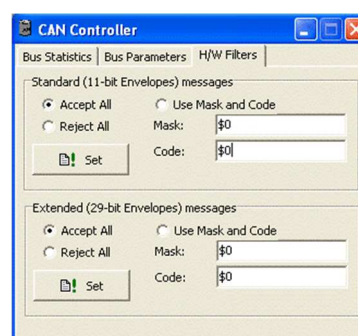 CAN Controller
Bus Statistics Bus Parameters H/W Filters
Standard (11-bit Envelopes) messages
Accept All Use Mask and Code
Reject All Mask: $0
Set Code: $0
Extended (29-bit Envelopes) messages
Accept All Use Mask and Code
Reject All Mask: $0
Set Code: $0